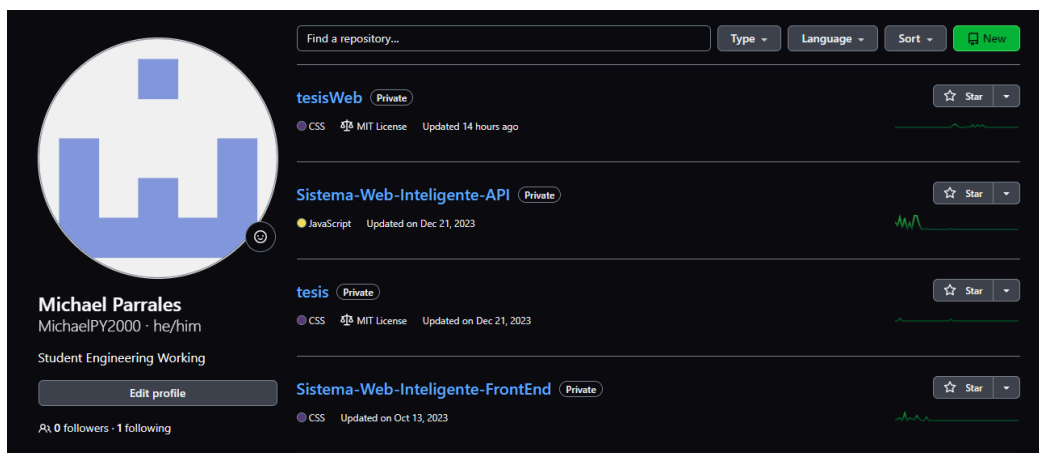 Find a repository...
Type
Language
Sort
New
tesisWeb Private
Star
CSS MIT License Updated 14 hours ago
Sistema-Web-Inteligente-API Private
Star
JavaScript Updated on Dec 21, 2023
tesis Private
Star
CSS MIT License Updated on Dec 21, 2023
Sistema-Web-Inteligente-FrontEnd Private
Star
CSS Updated on Oct 13, 2023
Michael Parrales
MichaelPY2000 · he/him
Student Engineering Working
Edit profile
0 followers · 1 following